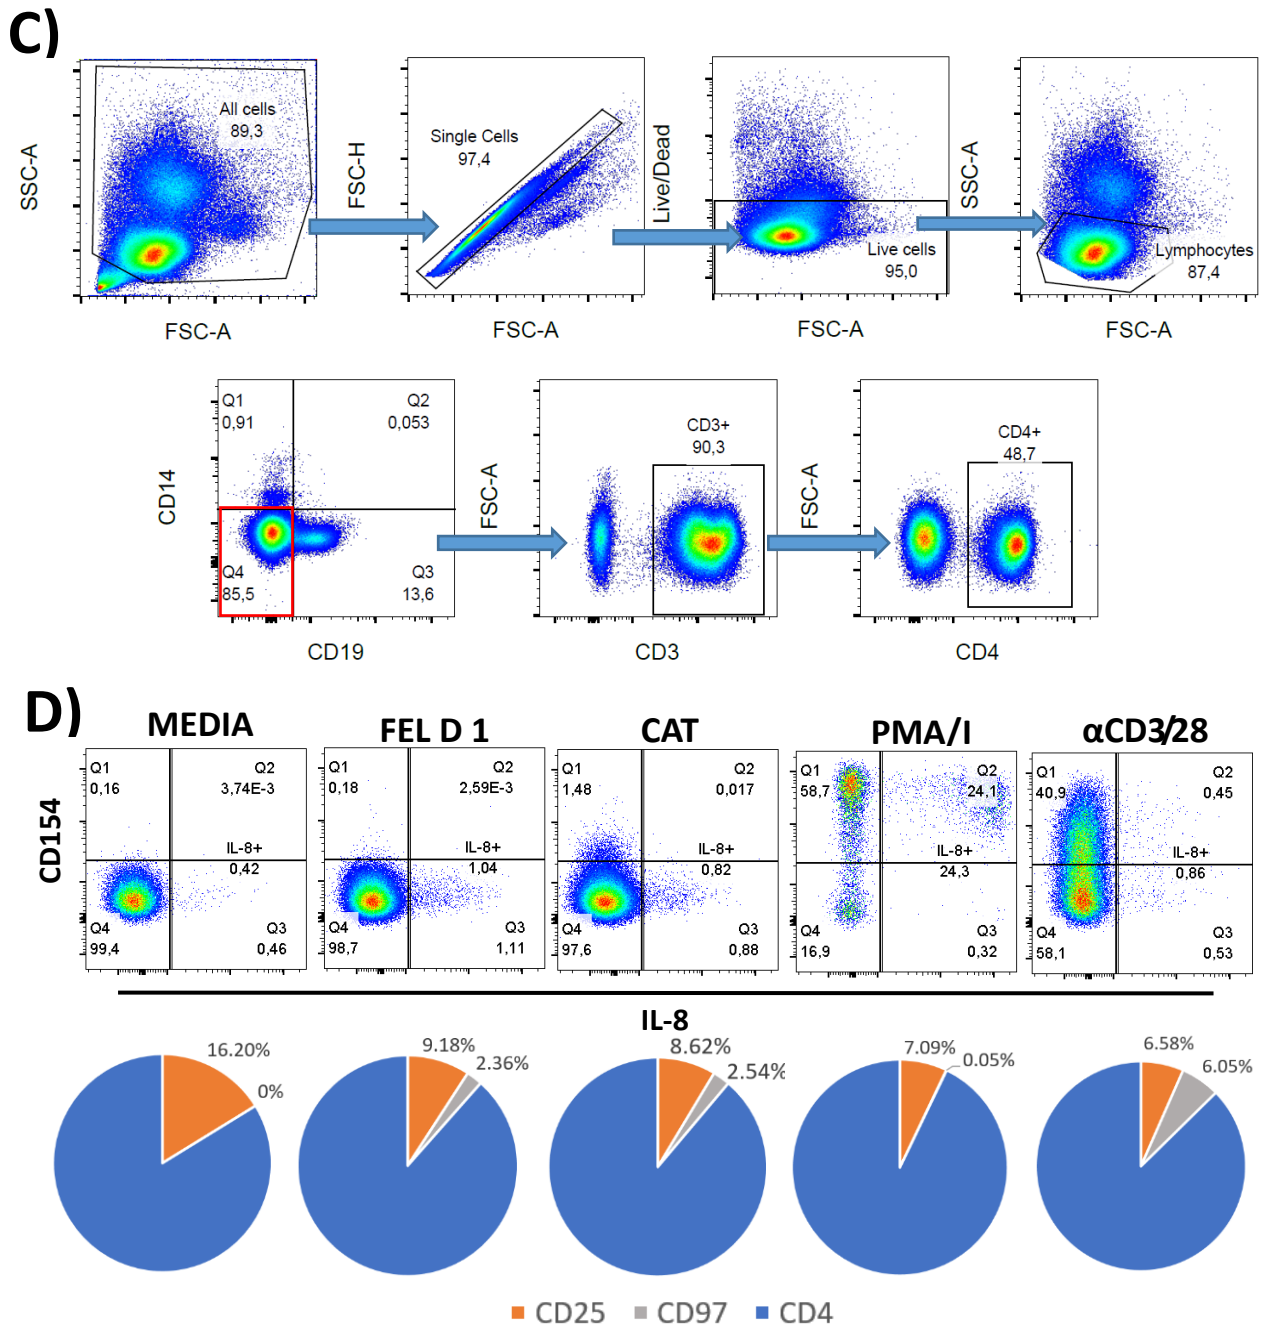 C)
SSC-A
All cells
89,3
FSC-A
FSC-H
Single Cells
97,4
FSC-A
Live/Dead
Live cells
95,0
FSC-A
SSC-A
Lymphocytes
87,4
FSC-A
CD14
Q1
0,91
Q2
0,053
Q4
85,5
Q3
13,6
CD19
FSC-A
CD3+
90,3
CD3
FSC-A
CD4+
48,7
CD4
D)
MEDIA
FEL D 1
CAT
PMA/I
αCD3/28
CD154
Q1
0,16
Q2
3,74E-3
IL-8+
0,42
Q4
99,4
Q3
0,46
Q1
0,18
Q2
2,59E-3
IL-8+
1,04
Q4
98,7
Q3
1,11
Q1
1,48
Q2
0,017
IL-8+
0,82
Q4
97,6
Q3
0,88
Q1
58,7
Q2
24,1
IL-8+
24,3
Q4
16,9
Q3
0,32
Q1
40,9
Q2
0,45
IL-8+
0,86
Q4
58,1
Q3
0,53
IL-8
16.20%
0%
9.18%
2.36%
8.62%
2.54%
7.09%
0.05%
6.58%
6.05%
CD25 CD97 CD4